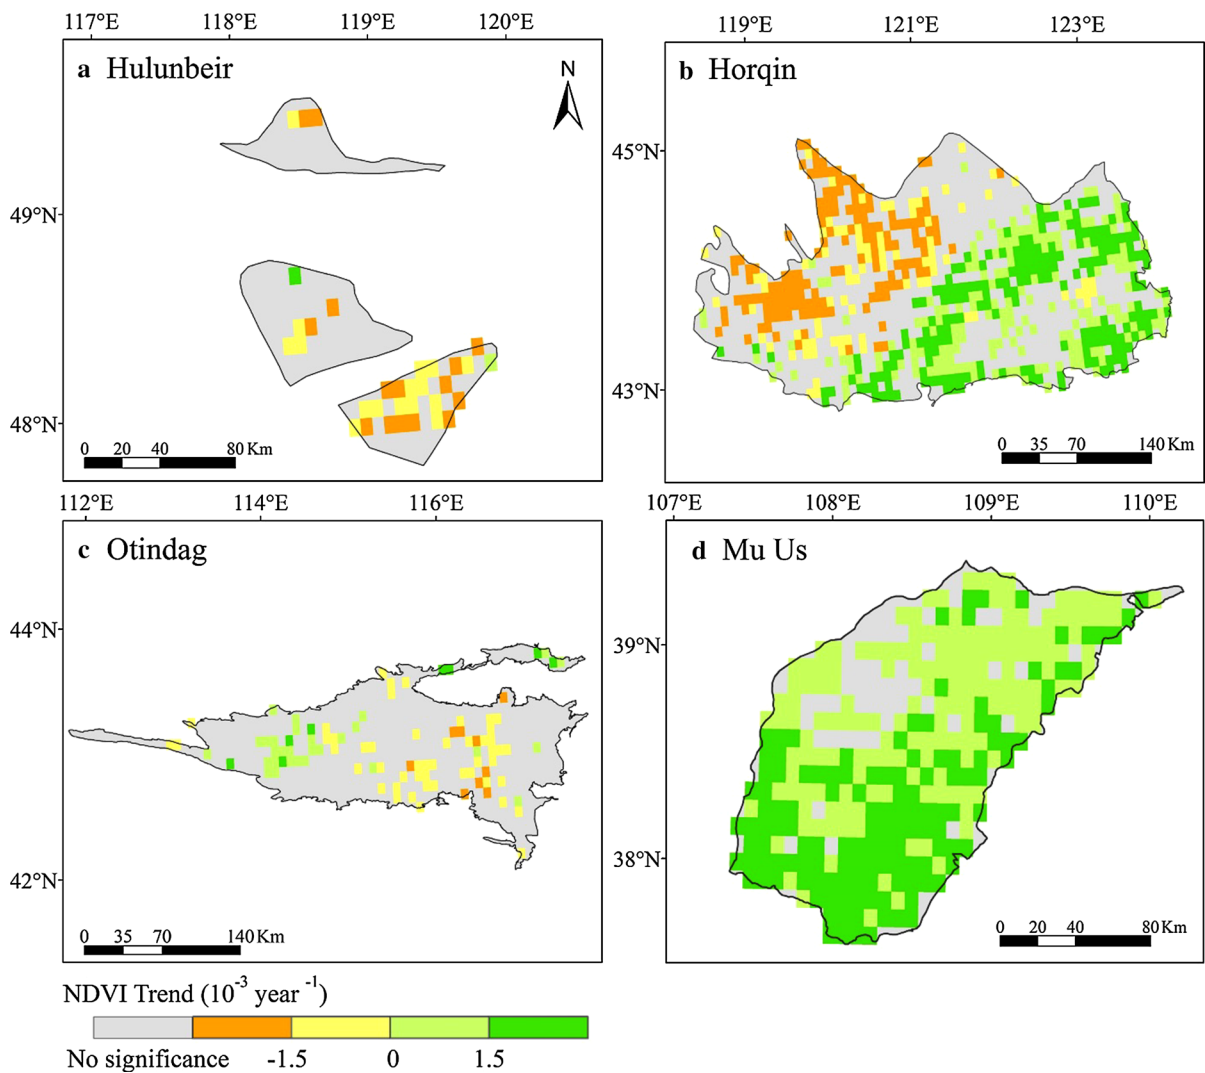 117°E 118°E 119°E 120°E
a Hulunbeir
N
49°N
48°N
0 20 40 80 Km
119°E 121°E 123°E
b Horqin
45°N
43°N
0 35 70 140 Km
112°E 114°E 116°E
c Otindag
44°N
42°N
0 35 70 140 Km
107°E 108°E 109°E 110°E
d Mu Us
39°N
38°N
0 20 40 80 Km
NDVI Trend (10⁻³ year ⁻¹)
No significance -1.5 0 1.5